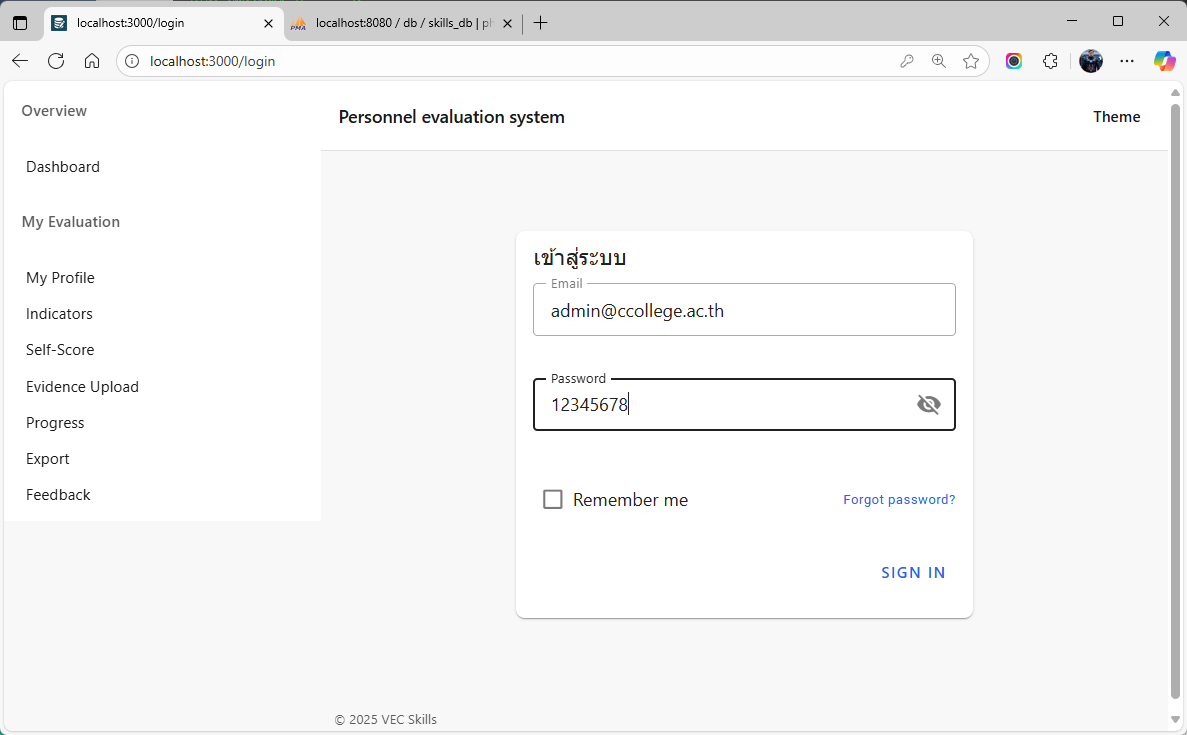 localhost:3000/login
localhost:8080 / db / skills_db | ph
localhost:3000/login
Overview
Dashboard
My Evaluation
My Profile
Indicators
Self-Score
Evidence Upload
Progress
Export
Feedback
Personnel evaluation system
Theme
เข้าสู่ระบบ
Email
admin@ccollege.ac.th
Password
12345678
Remember me
Forgot password?
SIGN IN
© 2025 VEC Skills